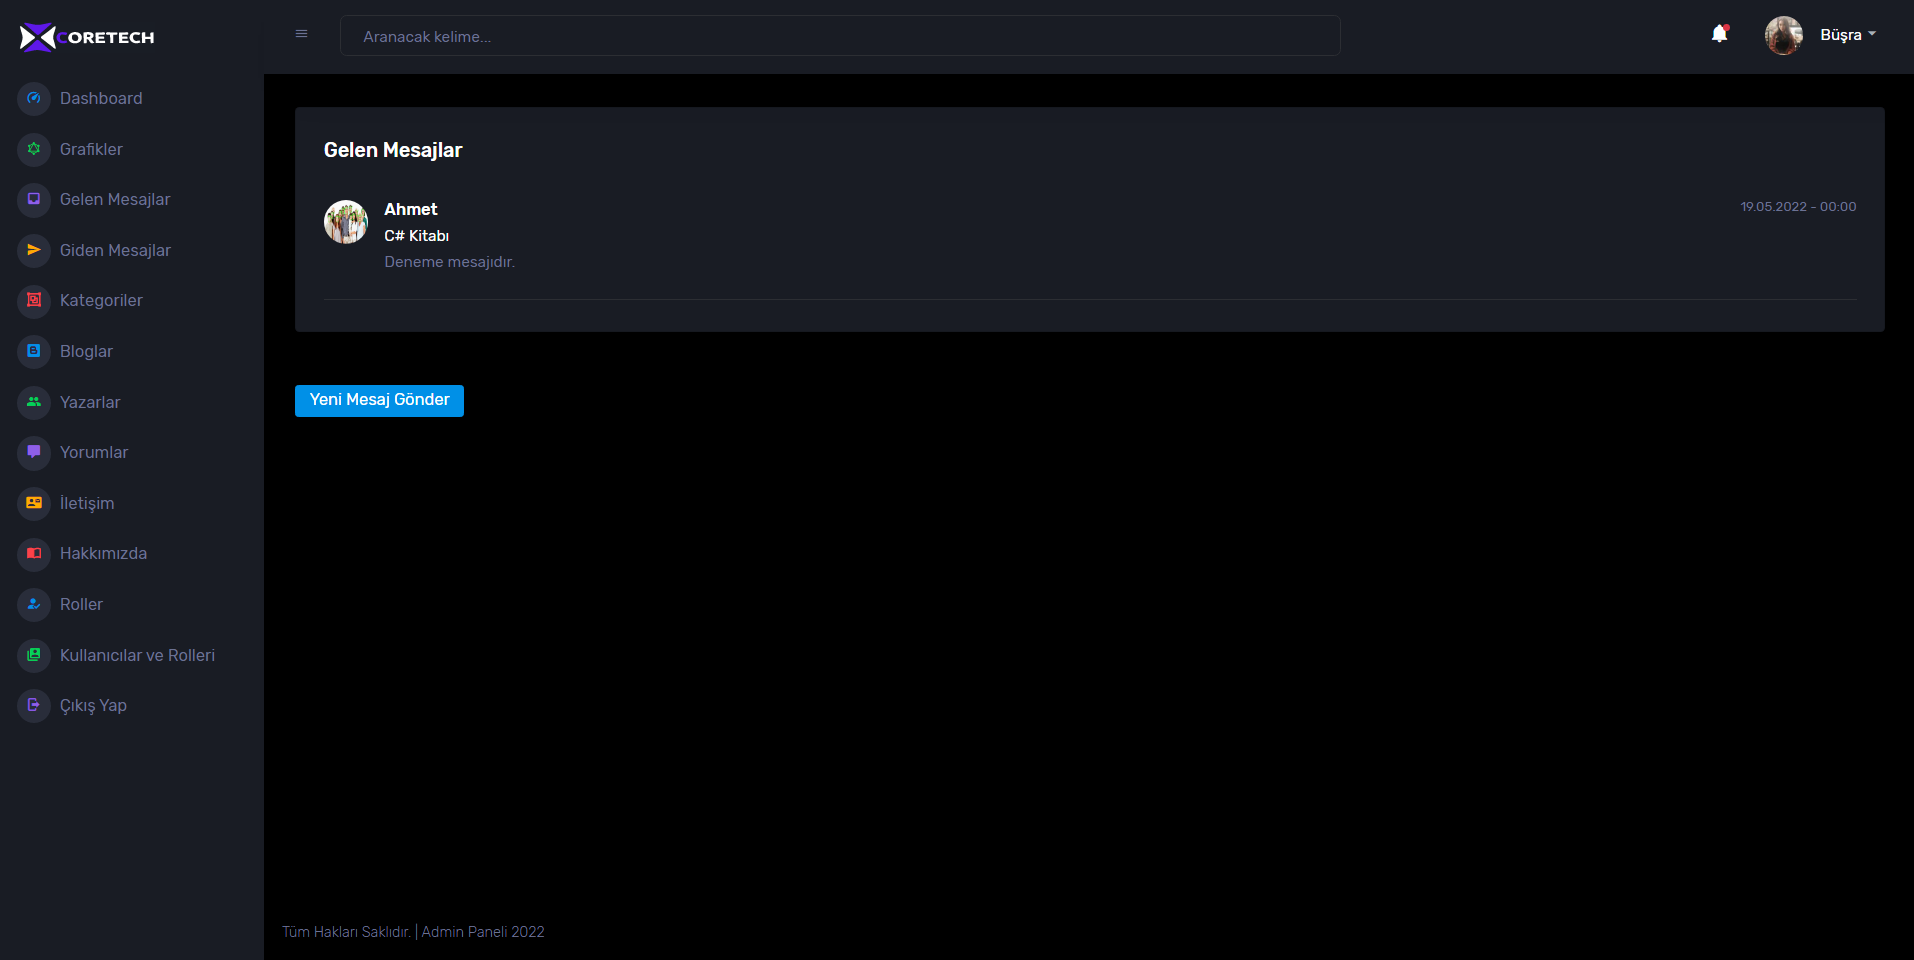 CORETECH
Aranacak kelime...
Büşra
Dashboard
Grafikler
Gelen Mesajlar
Giden Mesajlar
Kategoriler
Bloglar
Yazarlar
Yorumlar
İletişim
Hakkımızda
Roller
Kullanıcılar ve Rolleri
Çıkış Yap
Gelen Mesajlar
Ahmet
19.05.2022 - 00:00
C# Kitabı
Deneme mesajıdır.
Yeni Mesaj Gönder
Tüm Hakları Saklıdır. | Admin Paneli 2022